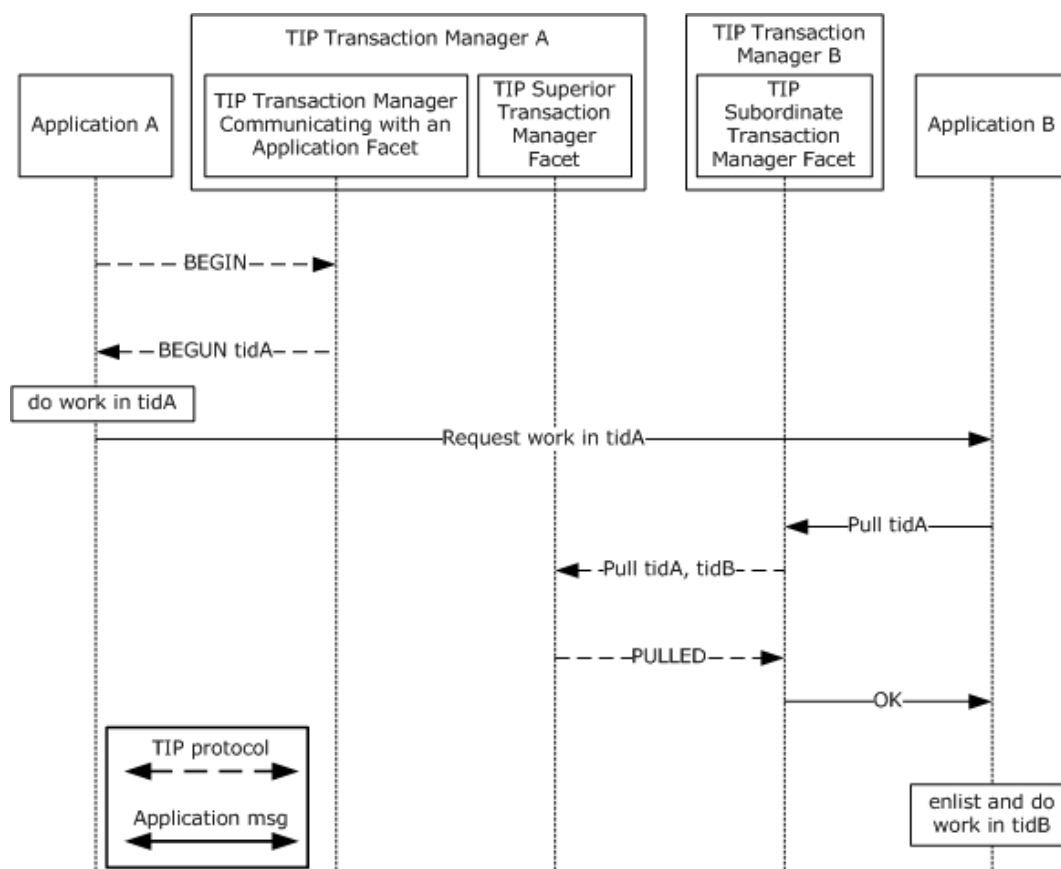 TIP Transaction Manager A
TIP Transaction
Manager B
Application A
TIP Transaction Manager
Communicating with an
Application Facet
TIP Superior
Transaction
Manager
Facet
TIP
Subordinate
Transaction
Manager Facet
Application B
BEGIN
BEGUN tidA
do work in tidA
Request work in tidA
Pull tidA
Pull tidA, tidB
PULLED
OK
TIP protocol
Application msg
enlist and do
work in tidB